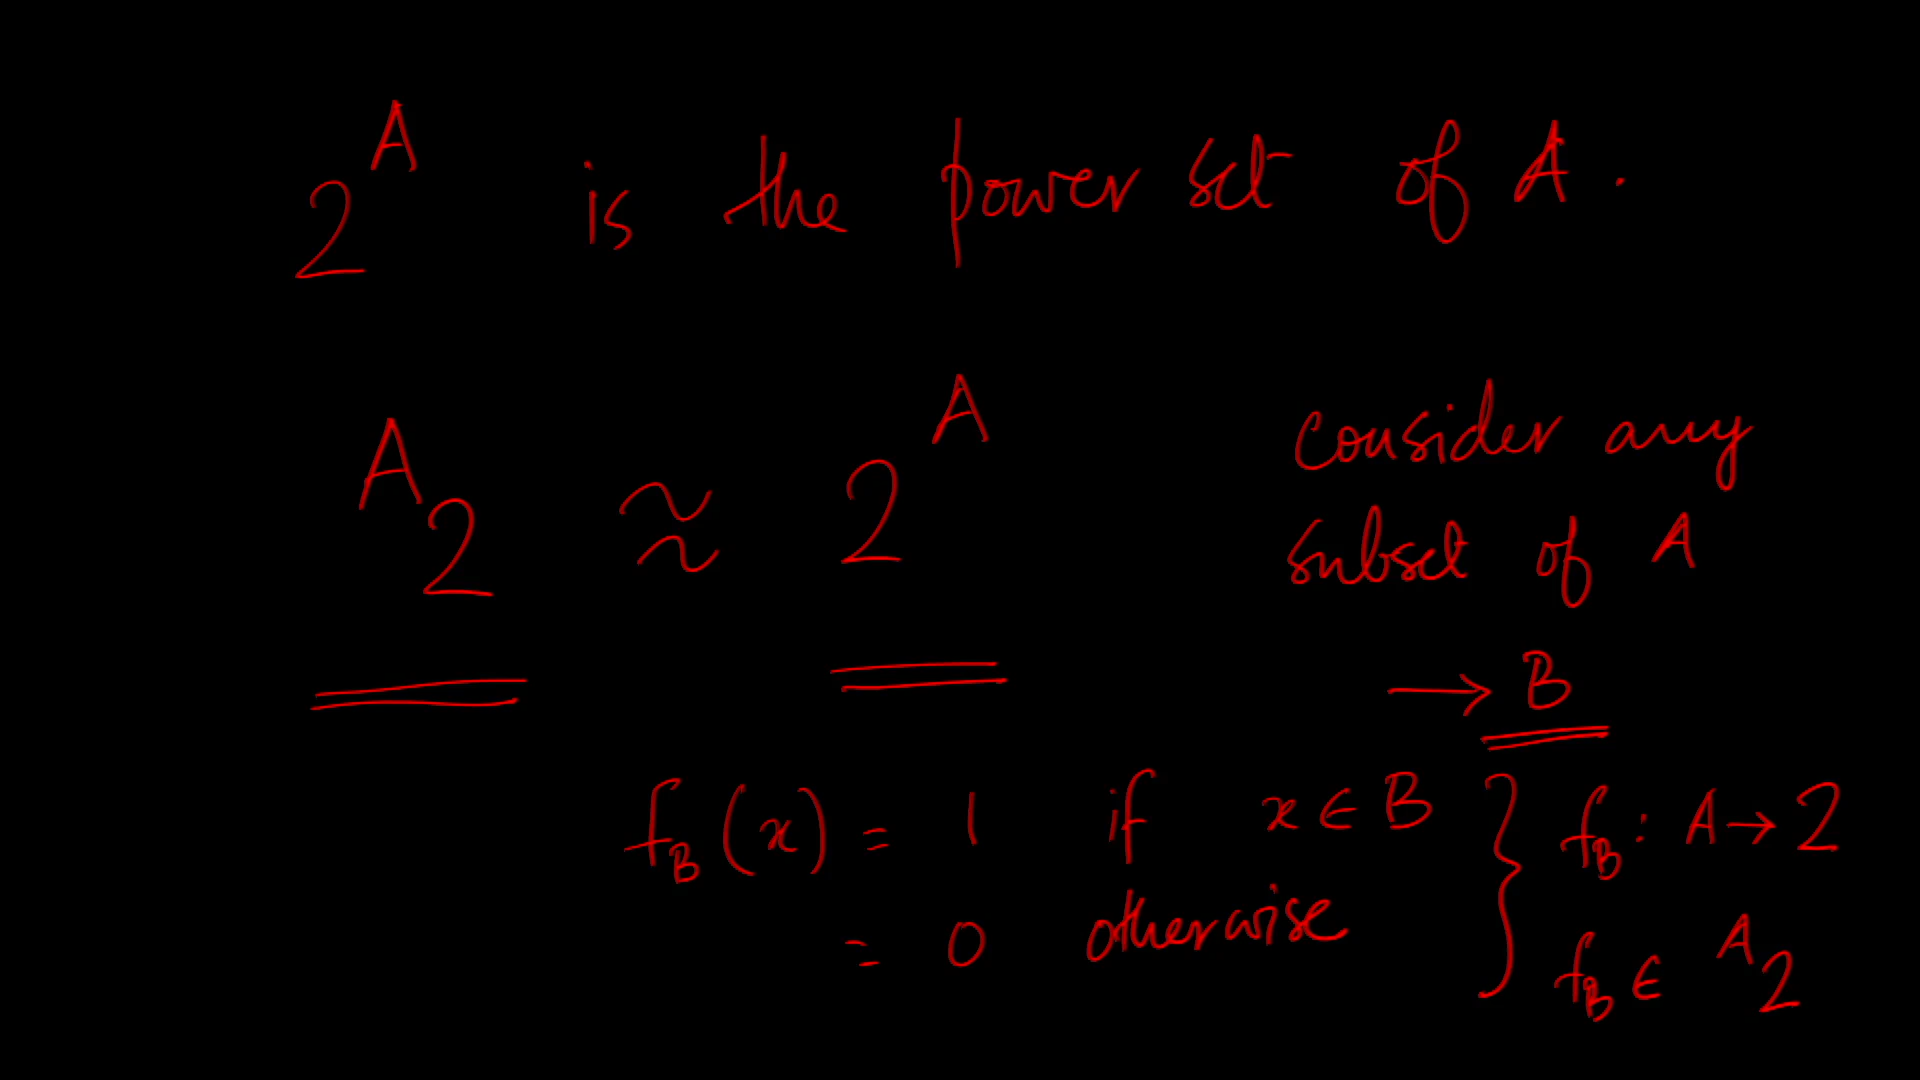 2^A is the power set of A.
^A2 ≈ 2^A
consider any
subset of A
→ B
f_B(x) = 1 if x ∈ B } f_B : A → 2
= 0 otherwise f_B ∈ ^A2